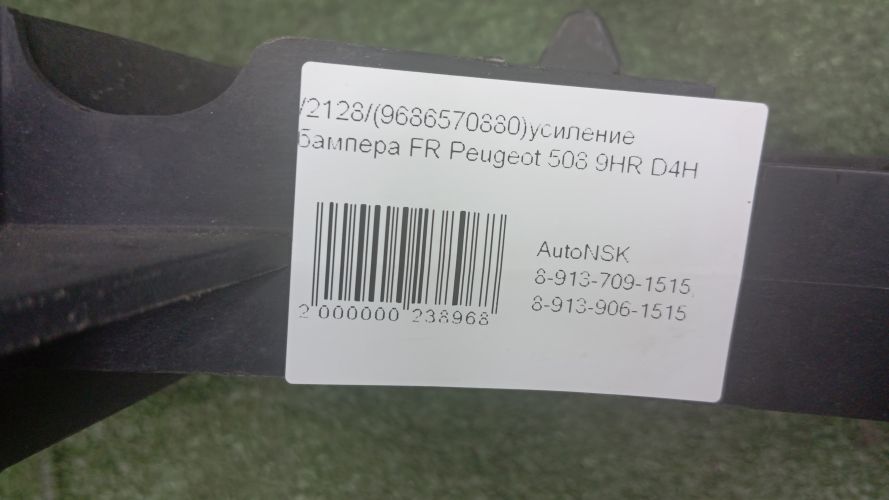 /2128/(9686570880)усиление
бампера FR Peugeot 508 9HR D4H
AutoNSK
8-913-709-1515
8-913-906-1515
2 000000 238968